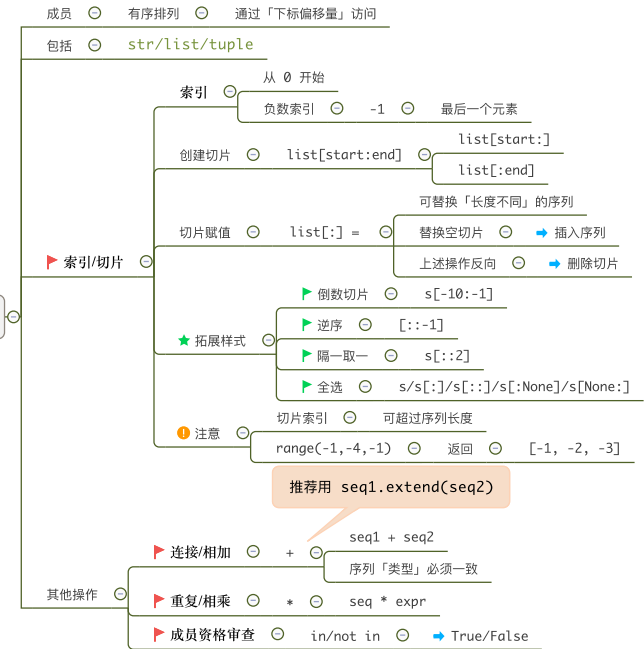 成员 有序排列 通过「下标偏移量」访问
包括 str/list/tuple
索引/切片
索引
从 0 开始
负数索引 -1 最后一个元素
创建切片 list[start:end]
list[start:]
list[:end]
切片赋值 list[:] =
可替换「长度不同」的序列
替换空切片 插入序列
上述操作反向 删除切片
拓展样式
倒数切片 s[-10:-1]
逆序 [::-1]
隔一取一 s[::2]
全选 s/s[:]/s[::]/s[:None]/s[None:]
注意
切片索引 可超过序列长度
range(-1,-4,-1) 返回 [-1, -2, -3]
推荐用 seq1.extend(seq2)
其他操作
连接/相加 +
seq1 + seq2
序列「类型」必须一致
重复/相乘 * seq * expr
成员资格审查 in/not in True/False